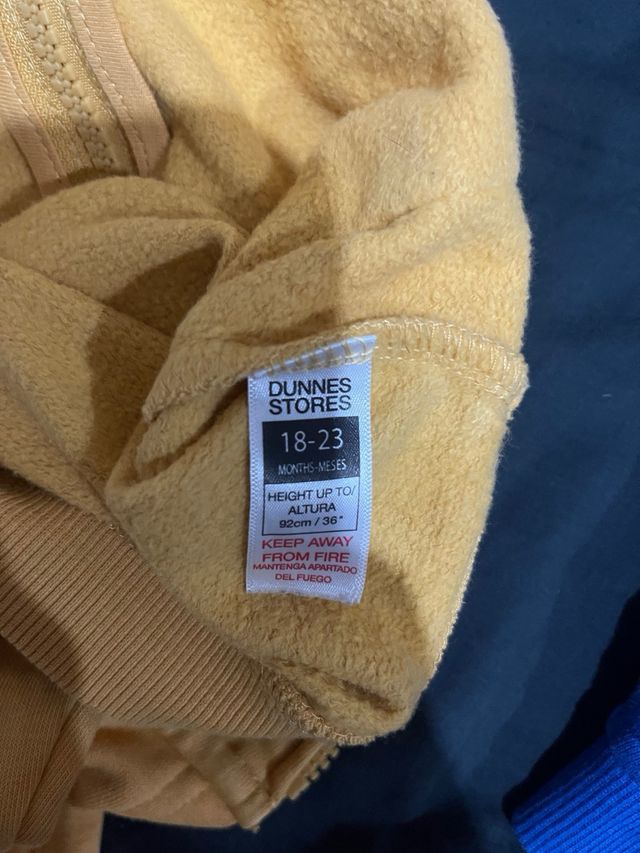 DUNNES
STORES
18-23
MONTHS-MESES
HEIGHT UP TO/
ALTURA
92cm / 36"
KEEP AWAY
FROM FIRE
MANTENGA APARTADO
DEL FUEGO